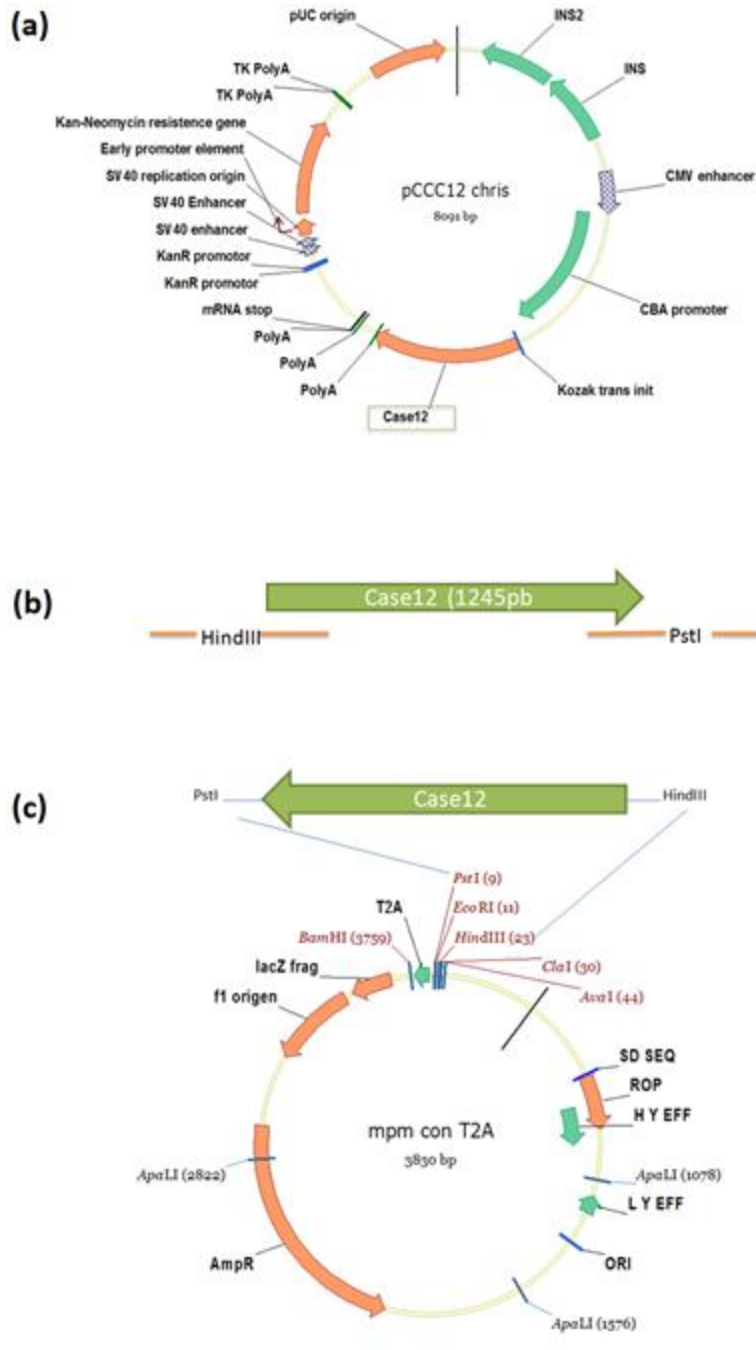 (a)
pUC origin
INS2
TK PolyA
INS
TK PolyA
Kan-Neomycin resistence gene
Early promoter element
SV40 replication origin
pCCC12 chris
CMV enhancer
SV40 Enhancer
8091 bp
SV40 enhancer
KanR promotor
KanR promotor
mRNA stop
CBA promoter
PolyA
PolyA
PolyA
Kozak trans init
Case12
(b)
Case12 (1245pb
HindIII
PstI
(c)
PstI
Case12
HindIII
PstI (9)
T2A
EcoRI (11)
BamHI (3759)
HindIII (23)
lacZ frag
ClaI (30)
f1 origen
AvaI (44)
SD SEQ
ROP
mpm con T2A
H Y EFF
3830 bp
ApaLI (2822)
ApaLI (1078)
L Y EFF
AmpR
ORI
ApaLI (1576)